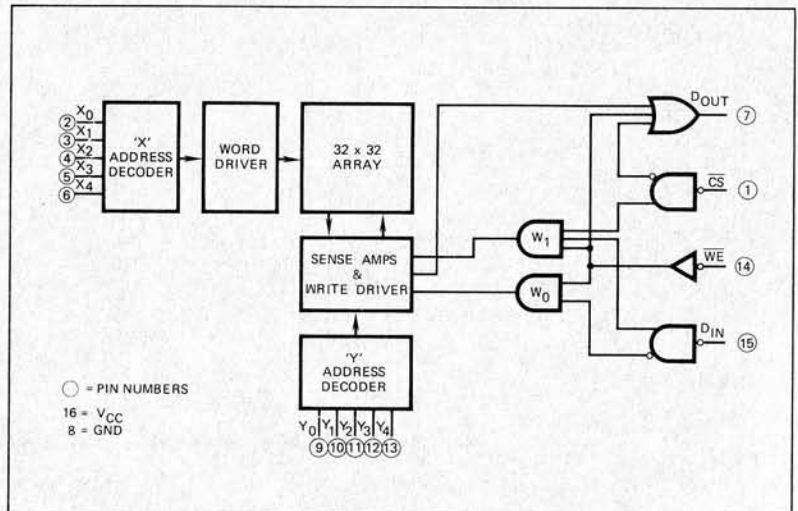 X0
② X1
③ X2
④ X3
⑤ X4
⑥
'X'
ADDRESS
DECODER
WORD
DRIVER
32 x 32
ARRAY
SENSE AMPS
&
WRITE DRIVER
'Y'
ADDRESS
DECODER
Y0 Y1 Y2 Y3 Y4
⑨ ⑩ ⑪ ⑫ ⑬
W1
W0
DOUT
⑦
CS
①
WE
⑭
DIN
⑮
○ = PIN NUMBERS
16 = VCC
8 = GND